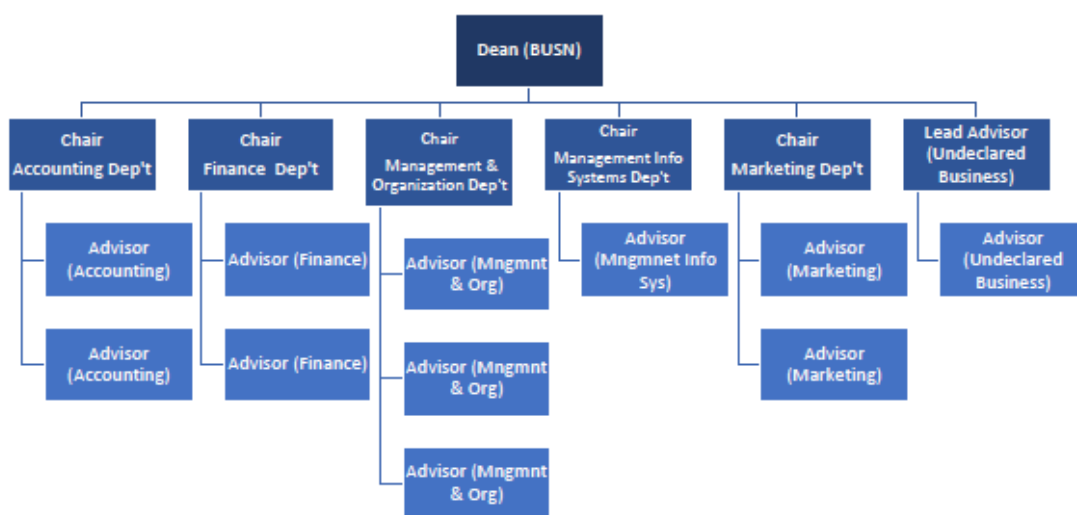 Dean (BUSN)
Chair
Accounting Dep't
Chair
Finance Dep't
Chair
Management &
Organization Dep't
Chair
Management Info
Systems Dep't
Chair
Marketing Dep't
Lead Advisor
(Undeclared
Business)
Advisor
(Accounting)
Advisor (Finance)
Advisor (Mngmnt
& Org)
Advisor
(Mngmnet Info
Sys)
Advisor
(Marketing)
Advisor
(Undeclared
Business)
Advisor
(Accounting)
Advisor (Finance)
Advisor (Mngmnt
& Org)
Advisor
(Marketing)
Advisor (Mngmnt
& Org)